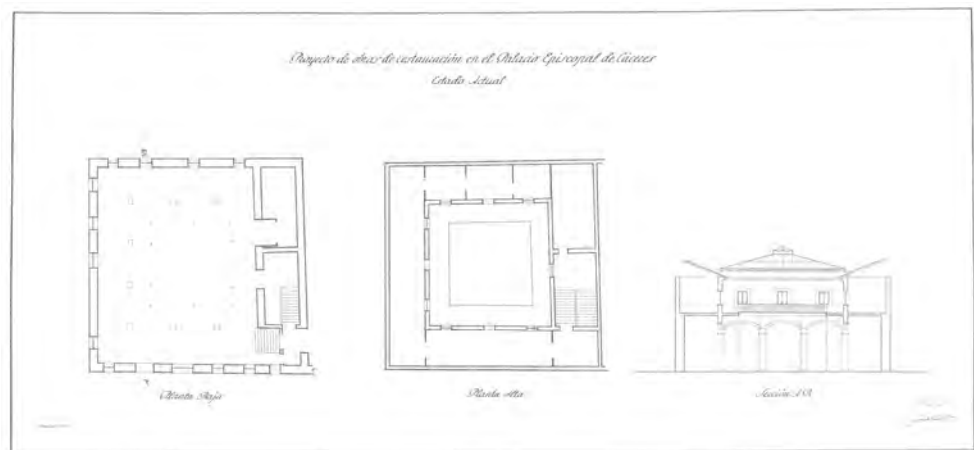 Proyecto de obras de restauración en el Palacio Episcopal de Cáceres
Estado Actual
Planta Baja
Planta Alta
Sección A B